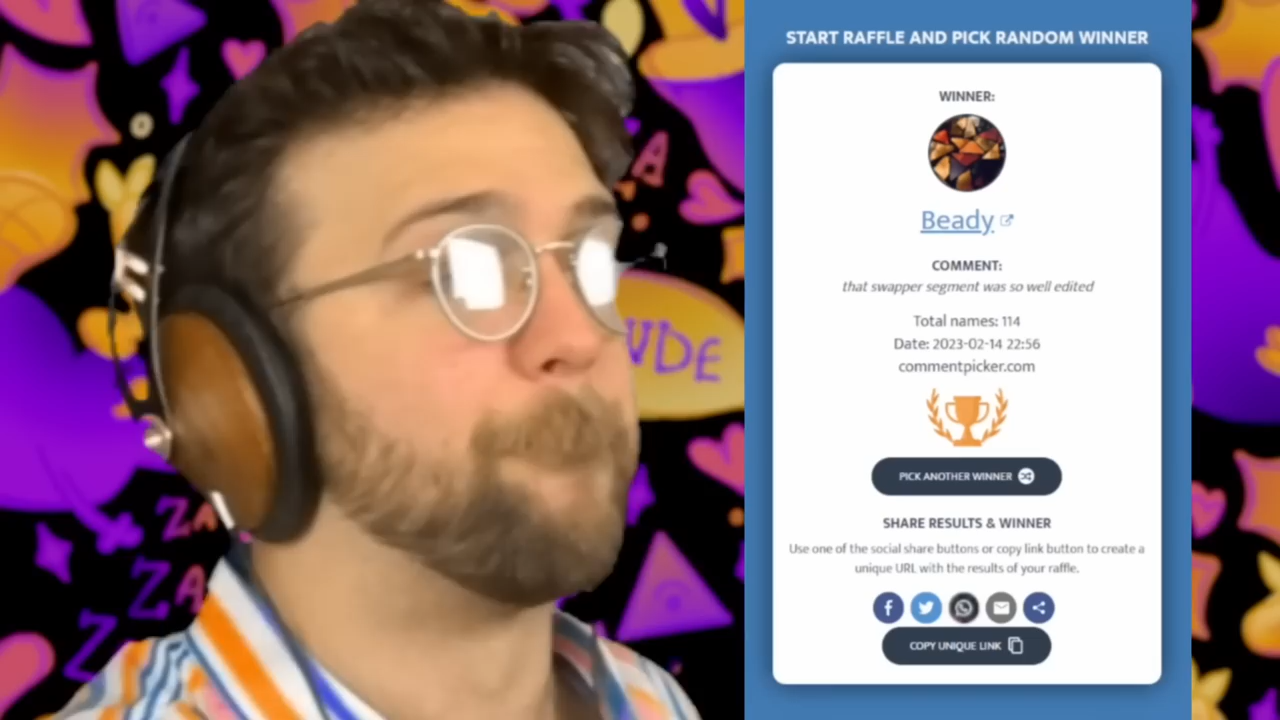 START RAFFLE AND PICK RANDOM WINNER
WINNER:
Beady
COMMENT:
that swapper segment was so well edited
Total names: 114
Date: 2023-02-14 22:56
commentpicker.com
PICK ANOTHER WINNER
SHARE RESULTS & WINNER
Use one of the social share buttons or copy link button to create a
unique URL with the results of your raffle.
COPY UNIQUE LINK
ZA
ZA
Z
A